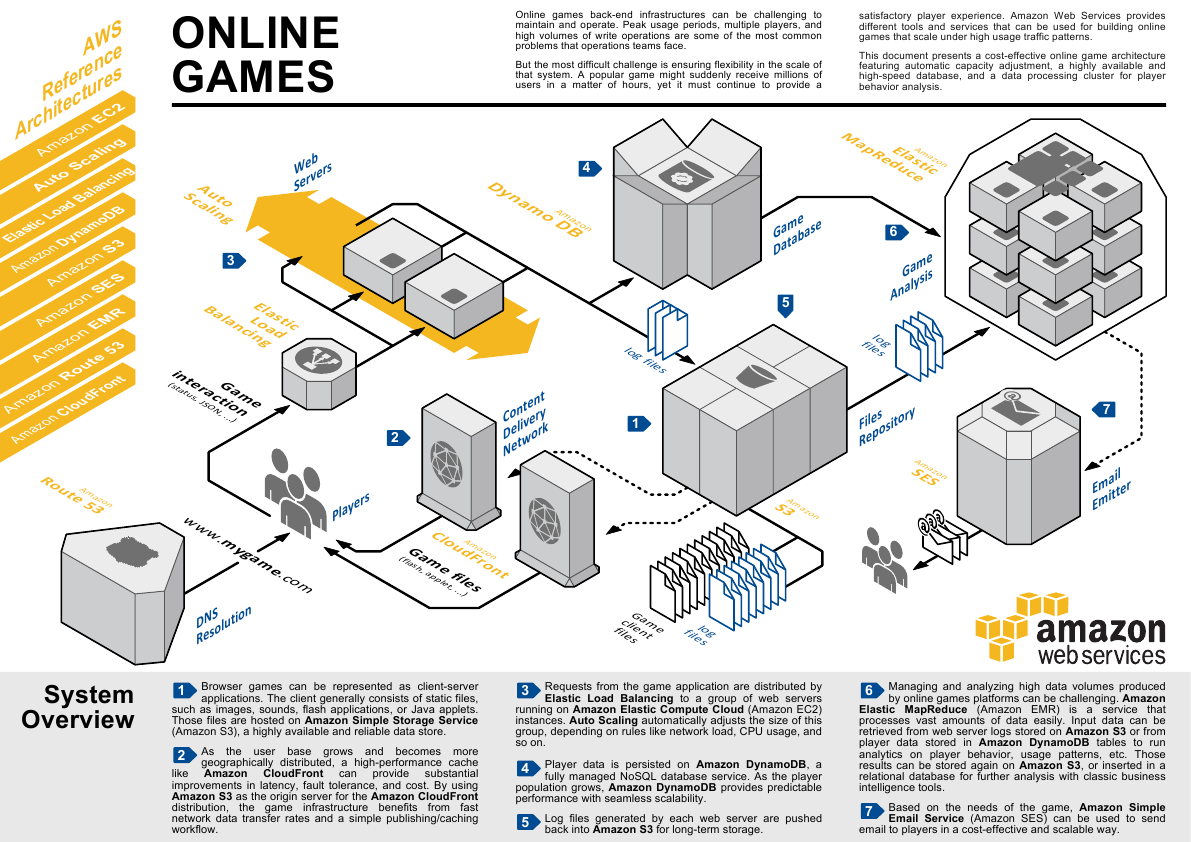 AWS
Reference
Architectures
Amazon EC2
Auto Scaling
Elastic Load Balancing
Amazon DynamoDB
Amazon S3
Amazon SES
Amazon EMR
Amazon Route 53
Amazon CloudFront
ONLINE
GAMES
Online games back-end infrastructures can be challenging to
maintain and operate. Peak usage periods, multiple players, and
high volumes of write operations are some of the most common
problems that operations teams face.
But the most difficult challenge is ensuring flexibility in the scale of
that system. A popular game might suddenly receive millions of
users in a matter of hours, yet it must continue to provide a
satisfactory player experience. Amazon Web Services provides
different tools and services that can be used for building online
games that scale under high usage traffic patterns.
This document presents a cost-effective online game architecture
featuring automatic capacity adjustment, a highly available and
high-speed database, and a data processing cluster for player
behavior analysis.
Web
Servers
Auto
Scaling
3
Elastic
Load
Balancing
Game
interaction
(status, JSON, ...)
Amazon
Dynamo DB
4
Game
Database
Amazon
Elastic
MapReduce
6
Game
Analysis
log files
5
log
files
1
Files
Repository
Amazon
S3
2
Content
Delivery
Network
Amazon
CloudFront
Game files
(flash, applet, ...)
Players
Amazon
Route 53
www.mygame.com
DNS
Resolution
Game
client
files
log
files
7
Amazon
SES
Email
Emitter
amazon
web services
System
Overview
1 Browser games can be represented as client-server
applications. The client generally consists of static files,
such as images, sounds, flash applications, or Java applets.
Those files are hosted on Amazon Simple Storage Service
(Amazon S3), a highly available and reliable data store.
2 As the user base grows and becomes more
geographically distributed, a high-performance cache
like Amazon CloudFront can provide substantial
improvements in latency, fault tolerance, and cost. By using
Amazon S3 as the origin server for the Amazon CloudFront
distribution, the game infrastructure benefits from fast
network data transfer rates and a simple publishing/caching
workflow.
3 Requests from the game application are distributed by
Elastic Load Balancing to a group of web servers
running on Amazon Elastic Compute Cloud (Amazon EC2)
instances. Auto Scaling automatically adjusts the size of this
group, depending on rules like network load, CPU usage, and
so on.
4 Player data is persisted on Amazon DynamoDB, a
fully managed NoSQL database service. As the player
population grows, Amazon DynamoDB provides predictable
performance with seamless scalability.
5 Log files generated by each web server are pushed
back into Amazon S3 for long-term storage.
6 Managing and analyzing high data volumes produced
by online games platforms can be challenging. Amazon
Elastic MapReduce (Amazon EMR) is a service that
processes vast amounts of data easily. Input data can be
retrieved from web server logs stored on Amazon S3 or from
player data stored in Amazon DynamoDB tables to run
analytics on player behavior, usage patterns, etc. Those
results can be stored again on Amazon S3, or inserted in a
relational database for further analysis with classic business
intelligence tools.
7 Based on the needs of the game, Amazon Simple
Email Service (Amazon SES) can be used to send
email to players in a cost-effective and scalable way.